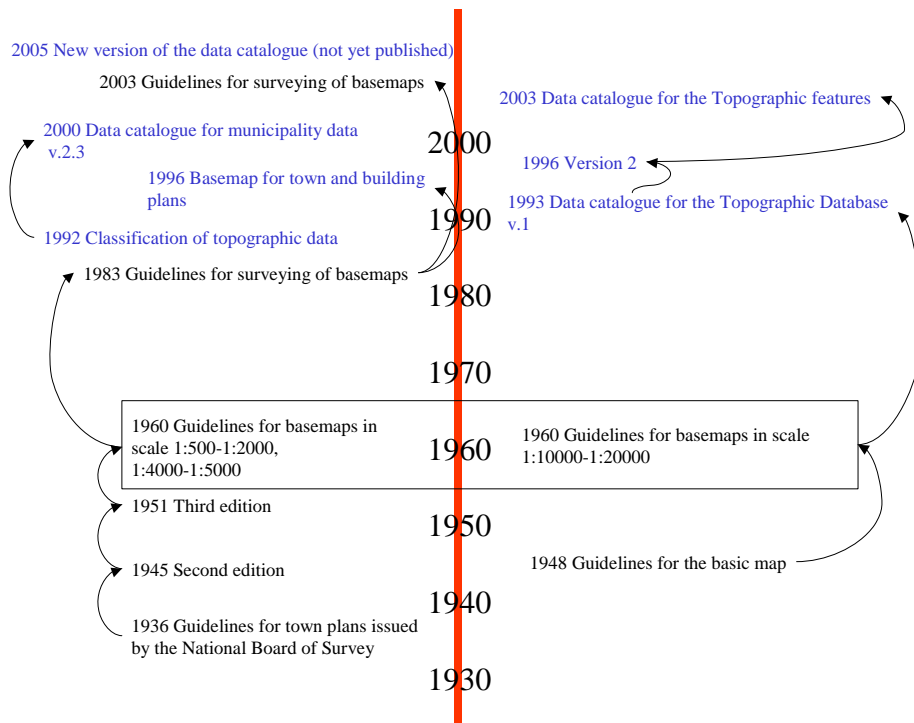 2005 New version of the data catalogue (not yet published)
2003 Guidelines for surveying of basemaps
2003 Data catalogue for the Topographic features
2000 Data catalogue for municipality data
v.2.3
2000
1996 Version 2
1996 Basemap for town and building
plans
1993 Data catalogue for the Topographic Database
v.1
1990
1992 Classification of topographic data
1983 Guidelines for surveying of basemaps
1980
1970
1960 Guidelines for basemaps in
scale 1:500-1:2000,
1:4000-1:5000
1960
1960 Guidelines for basemaps in scale
1:10000-1:20000
1951 Third edition
1950
1948 Guidelines for the basic map
1945 Second edition
1940
1936 Guidelines for town plans issued
by the National Board of Survey
1930